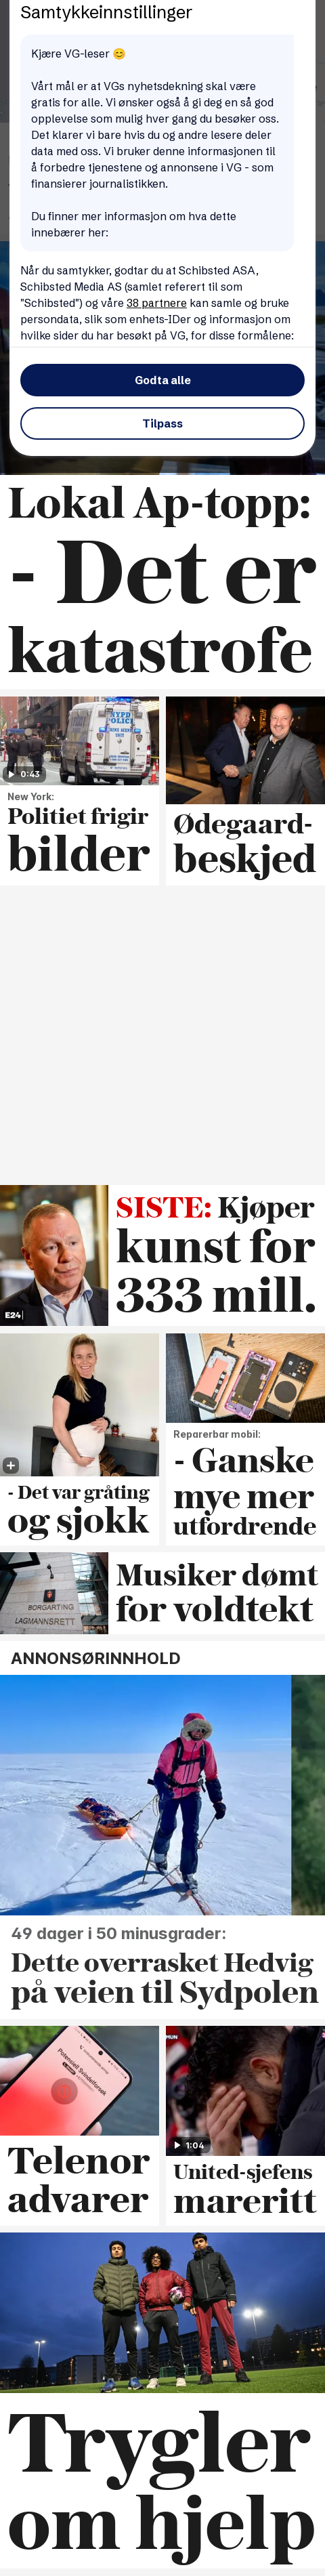 Samtykkeinnstillinger
Kjære VG-leser 😊
Vårt mål er at VGs nyhetsdekning skal være
gratis for alle. Vi ønsker også å gi deg en så god
opplevelse som mulig hver gang du besøker oss.
Det klarer vi bare hvis du og andre lesere deler
data med oss. Vi bruker denne informasjonen til
å forbedre tjenestene og annonsene i VG - som
finansierer journalistikken.
Du finner mer informasjon om hva dette
innebærer her:
Når du samtykker, godtar du at Schibsted ASA,
Schibsted Media AS (samlet referert til som
"Schibsted") og våre 38 partnere kan samle og bruke
persondata, slik som enhets-IDer og informasjon om
hvilke sider du har besøkt på VG, for disse formålene:
Godta alle
Tilpass
Lokal Ap-topp:
- Det er
katastrofe
NYPD
POLICE
0:43
New York:
Politiet frigir
bilder
Ødegaard-
beskjed
SISTE: Kjøper
kunst for
333 mill.
E24
- Det var gråting
og sjokk
Reparerbar mobil:
- Ganske
mye mer
utfordrende
BORGARTING
LAGMANNSRETT
Musiker dømt
for voldtekt
ANNONSØRINNHOLD
49 dager i 50 minusgrader:
Dette overrasket Hedvig
på veien til Sydpolen
Potensiell Svindelforsøk
Telenor
advarer
MUN
1:04
United-sjefens
mareritt
Trygler
om hjelp